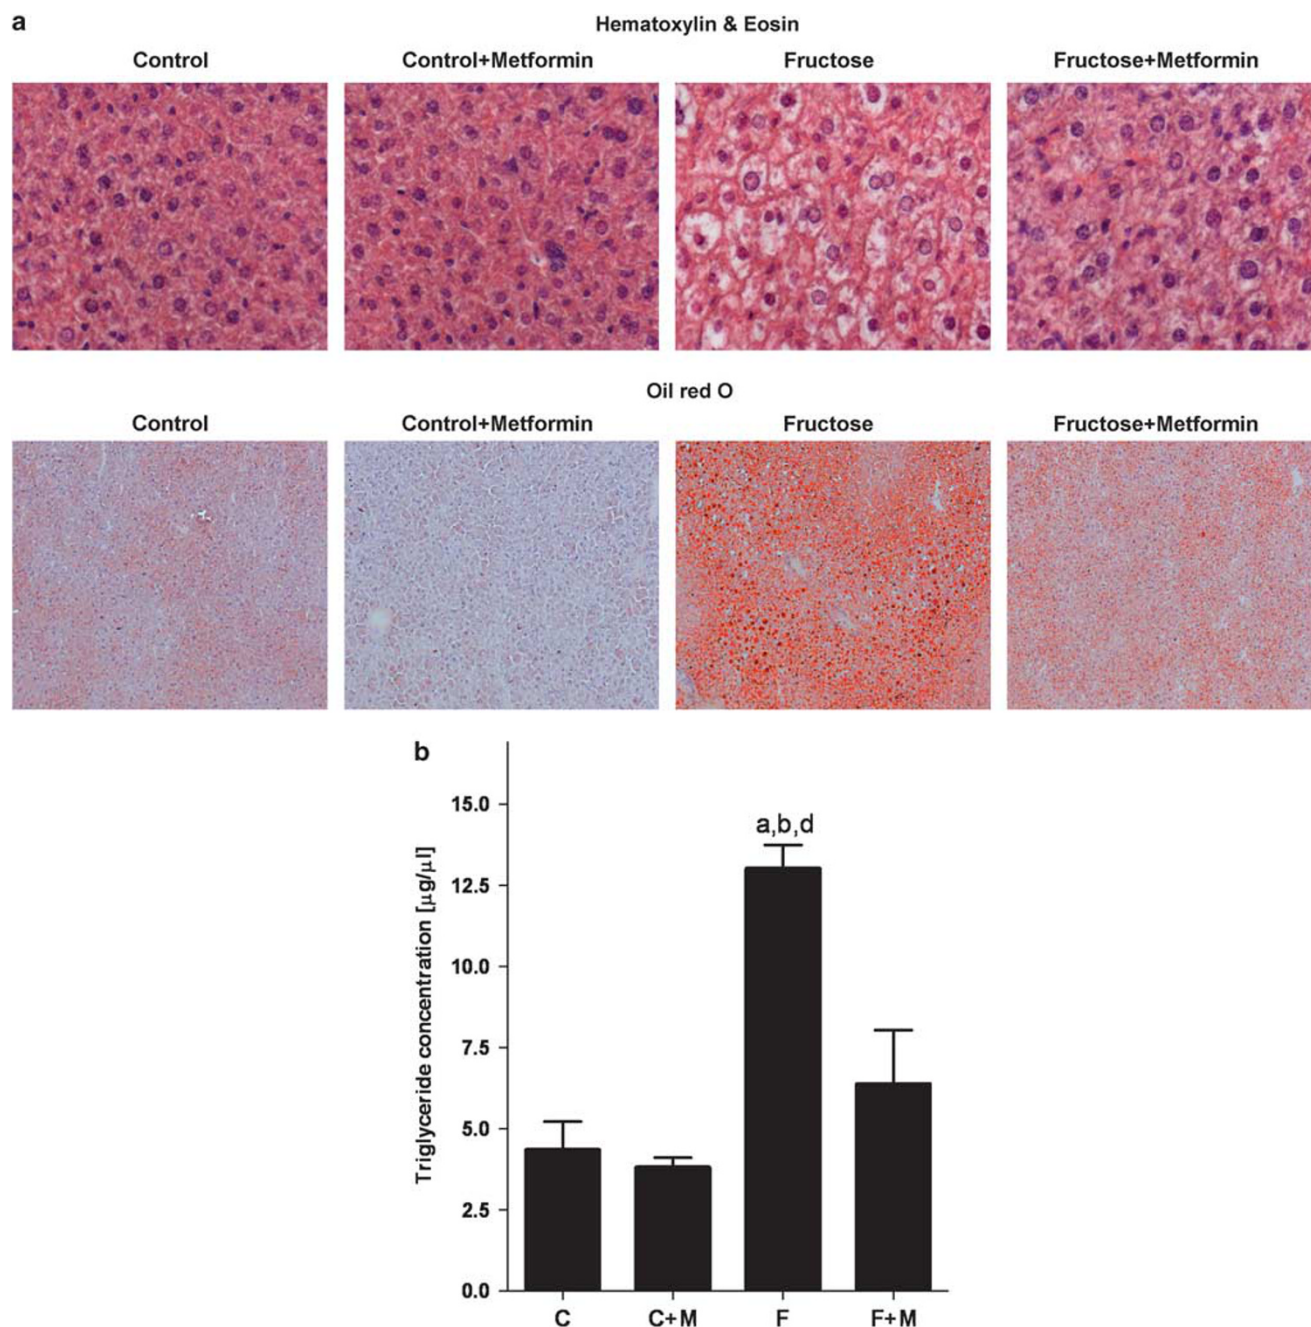 a
Hematoxylin & Eosin
Control Control+Metformin Fructose Fructose+Metformin
Oil red O
Control Control+Metformin Fructose Fructose+Metformin
b
Triglyceride concentration [µg/µl]
15.0
12.5
10.0
7.5
5.0
2.5
0.0
a,b,d
C C+M F F+M